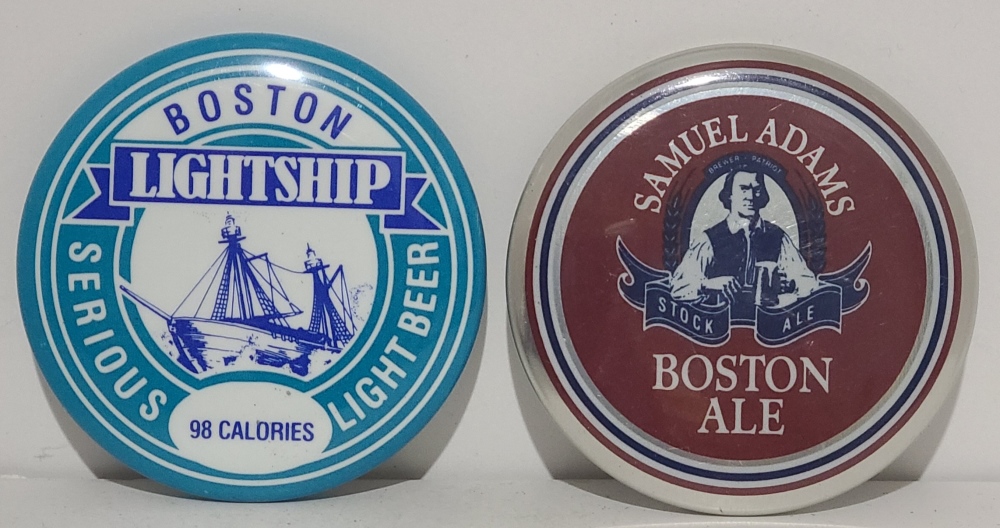 BOSTON
LIGHTSHIP
SERIOUS
LIGHT BEER
98 CALORIES
SAMUEL ADAMS
BREWER · PATRIOT
STOCK ALE
BOSTON
ALE